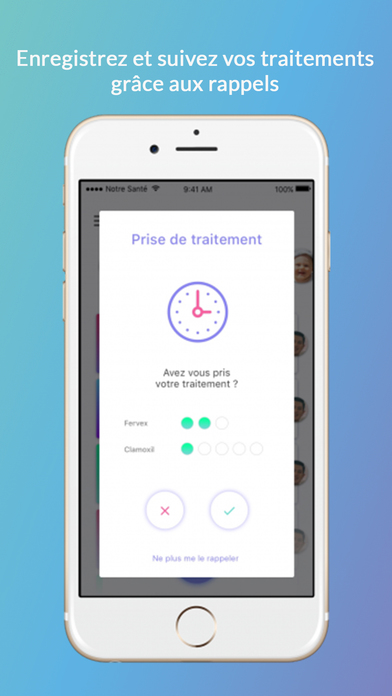 Enregistrez et suivez vos traitements
grâce aux rappels
Notre Santé 9:41 AM 100%
Prise de traitement
Avez vous pris
votre traitement ?
Fervex
Clamoxil
Ne plus me le rappeler